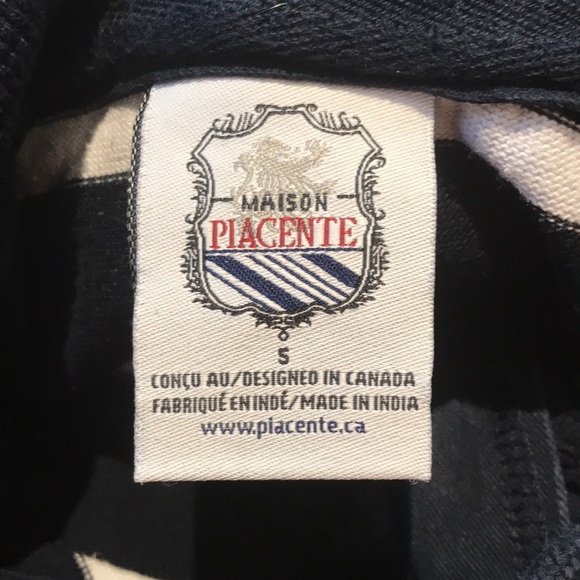 MAISON
PIACENTE
S
CONÇU AU/DESIGNED IN CANADA
FABRIQUÉ EN INDÉ/MADE IN INDIA
www.piacente.ca